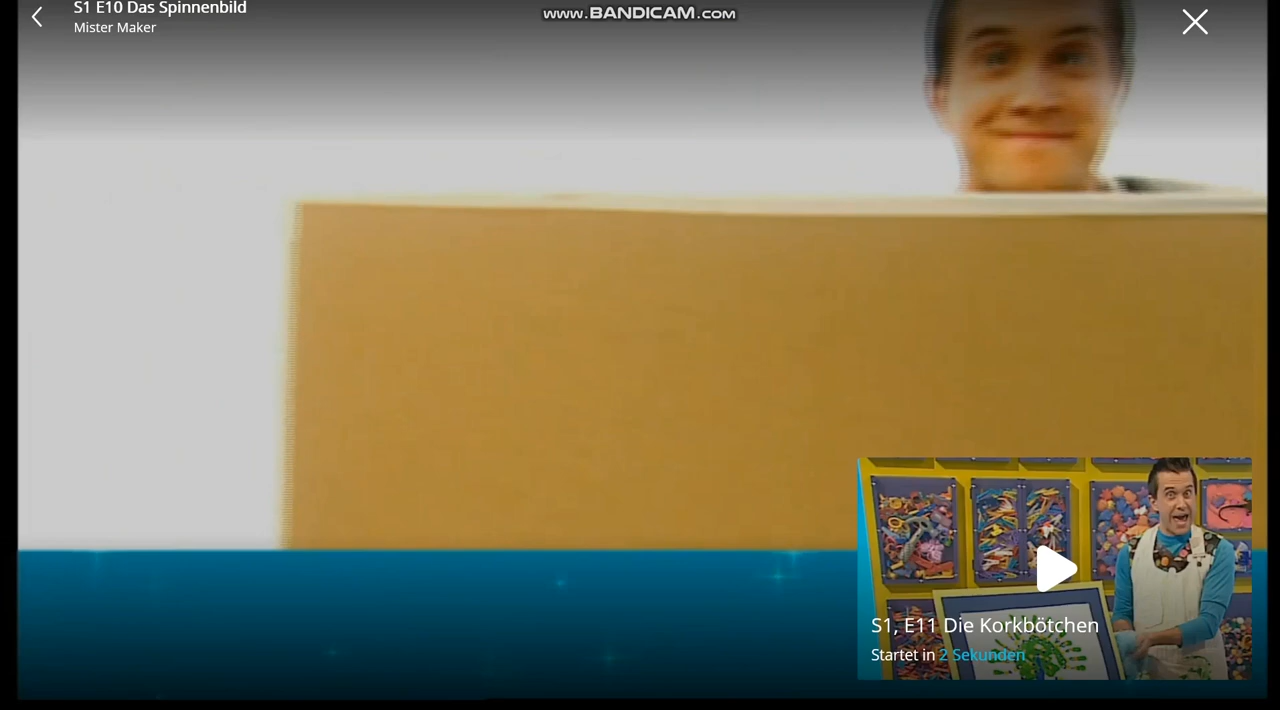 S1 E10 Das Spinnenbild
Mister Maker
www.BANDICAM.com
S1, E11 Die Korkbötchen
Startet in 2 Sekunden